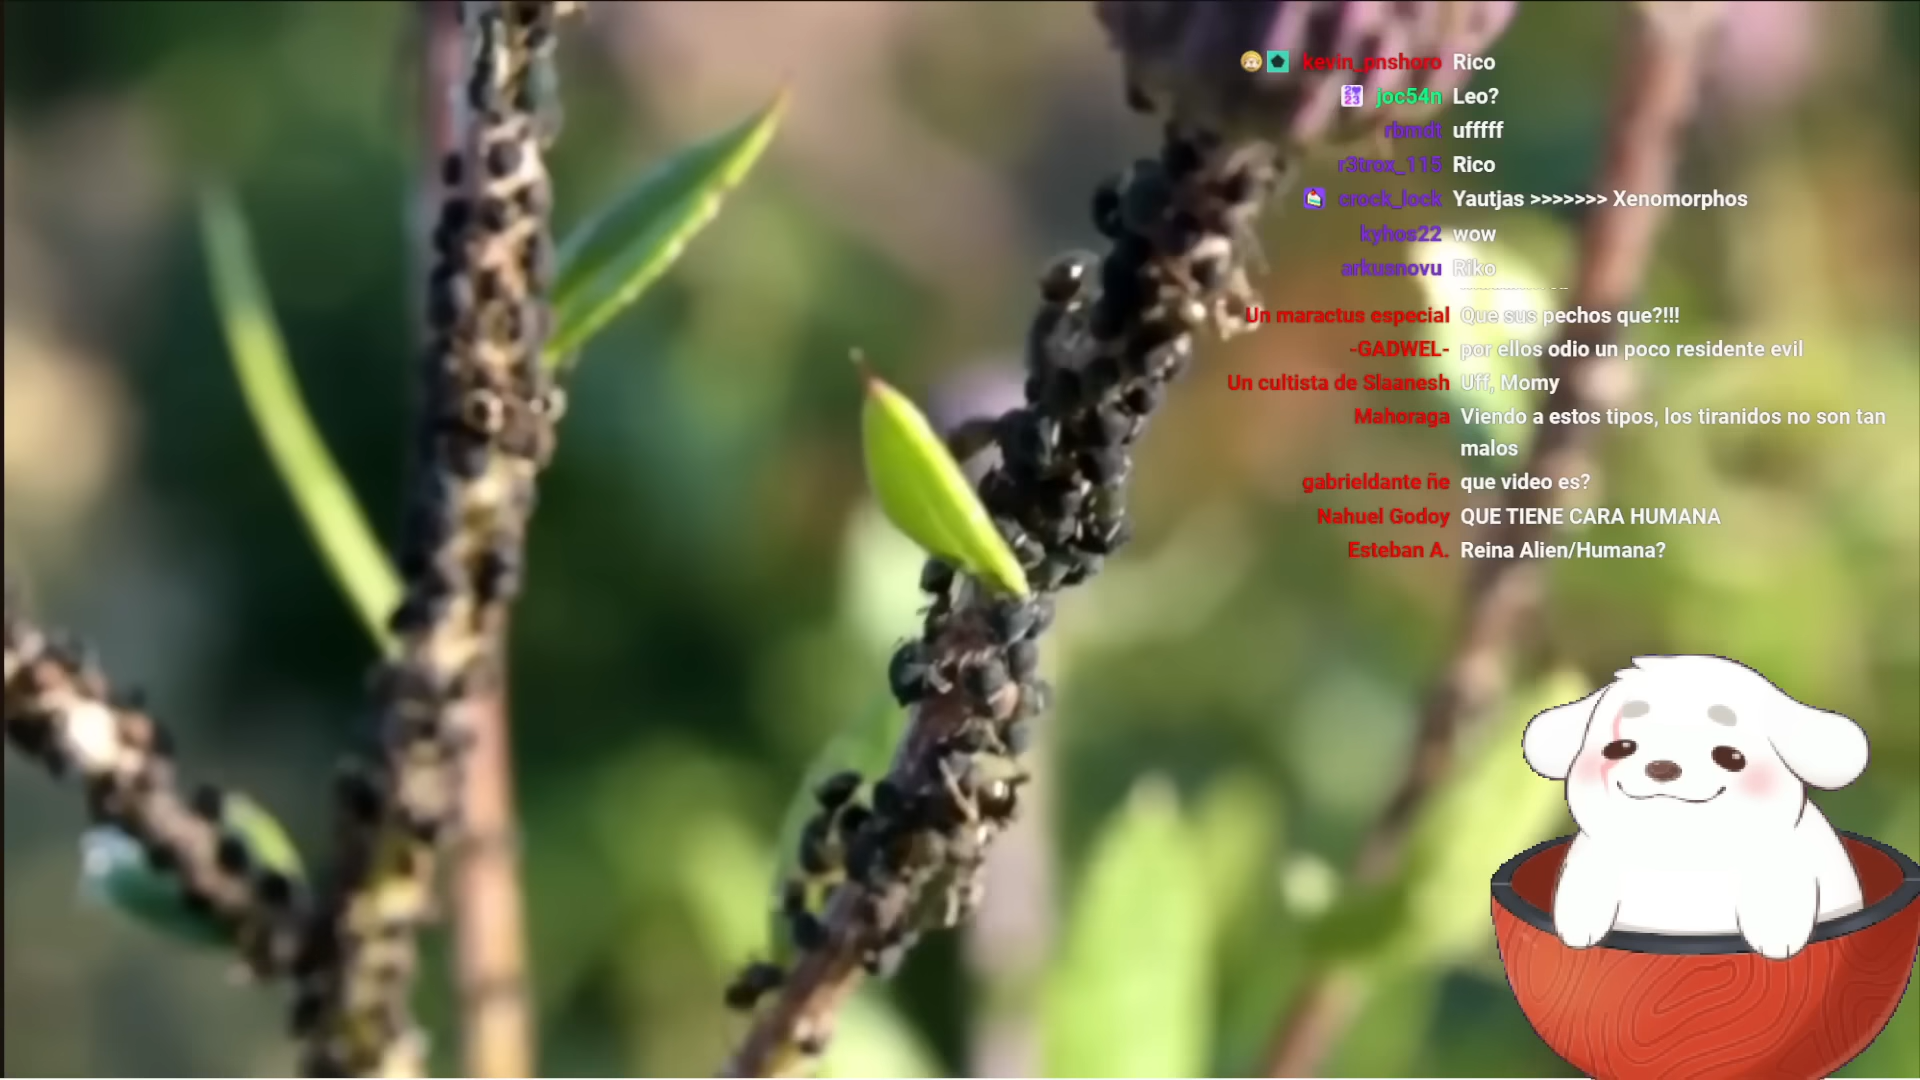 kevin_pnshoro Rico
joc54n Leo?
rbmdt ufffff
r3trox_115 Rico
crock_lock Yautjas >>>>>>> Xenomorphos
kyhos22 wow
arkusnovu Riko
Un maractus especial Que sus pechos que?!!!
-GADWEL- por ellos odio un poco residente evil
Un cultista de Slaanesh Uff, Momy
Mahoraga Viendo a estos tipos, los tiranidos no son tan
malos
gabrieldante ñe que video es?
Nahuel Godoy QUE TIENE CARA HUMANA
Esteban A. Reina Alien/Humana?